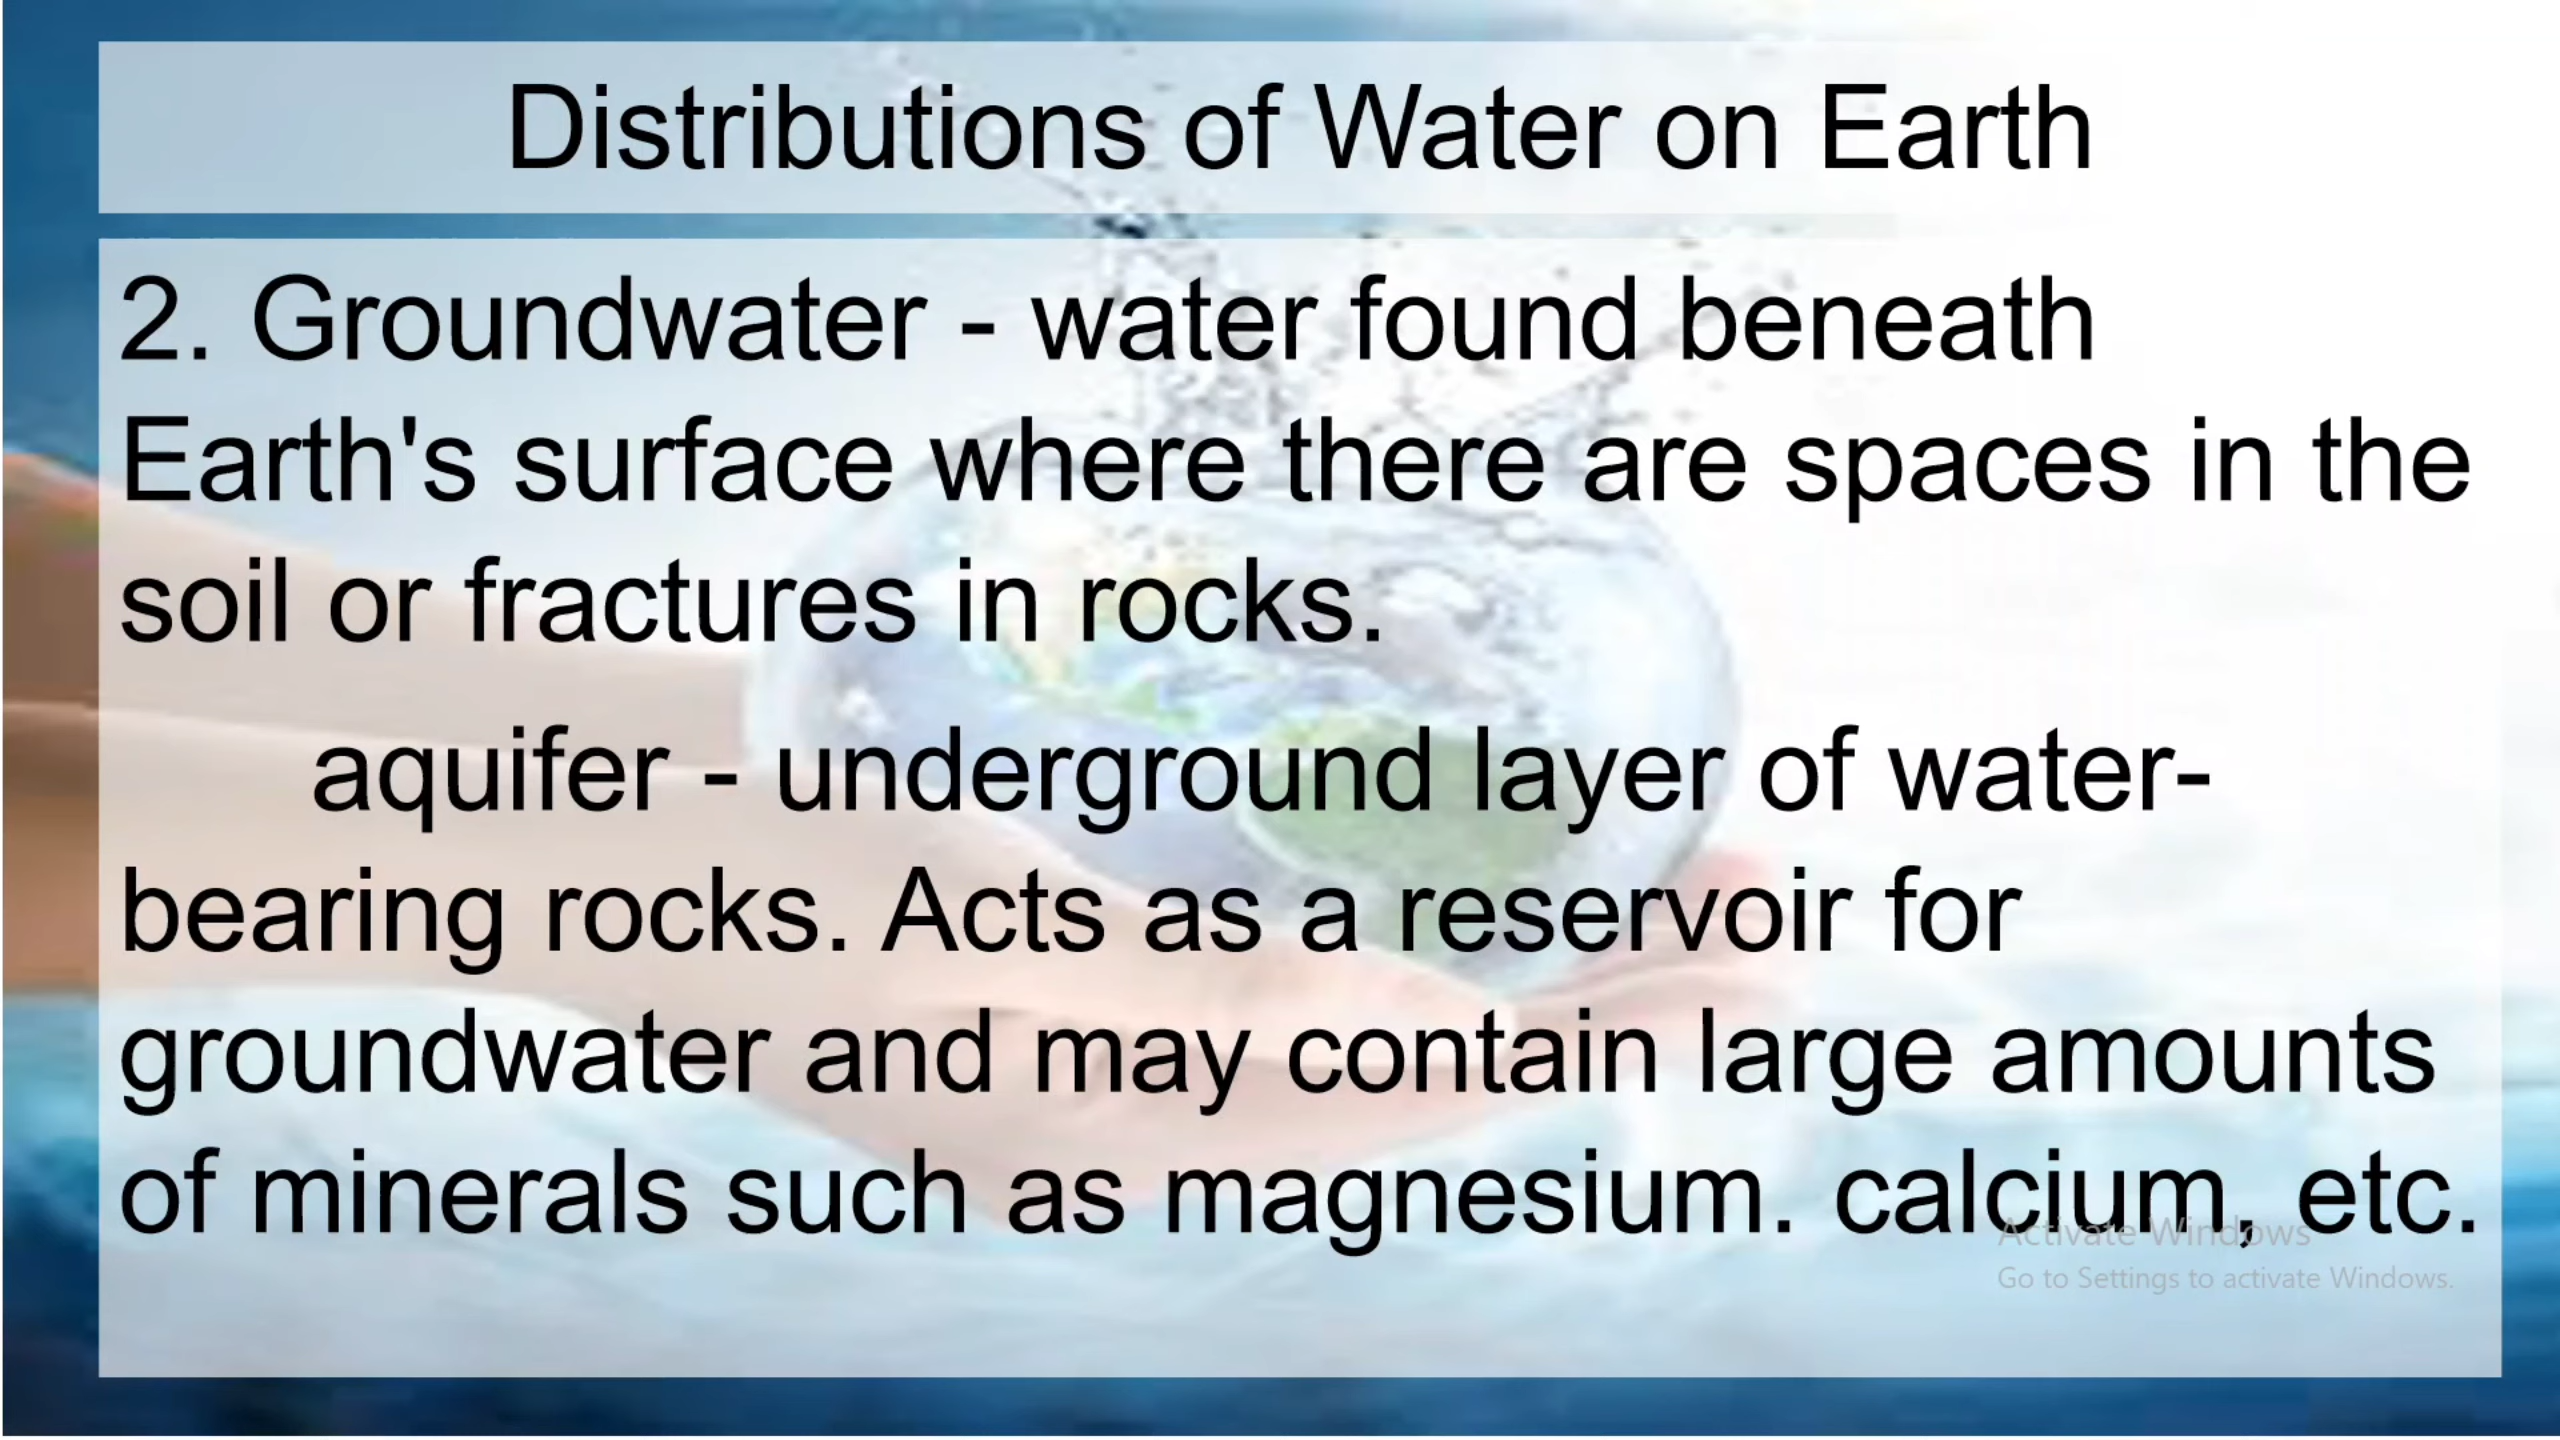 Distributions of Water on Earth
2. Groundwater - water found beneath
Earth's surface where there are spaces in the
soil or fractures in rocks.
aquifer - underground layer of water-
bearing rocks. Acts as a reservoir for
groundwater and may contain large amounts
of minerals such as magnesium. calcium, etc.
Activate Windows
Go to Settings to activate Windows.